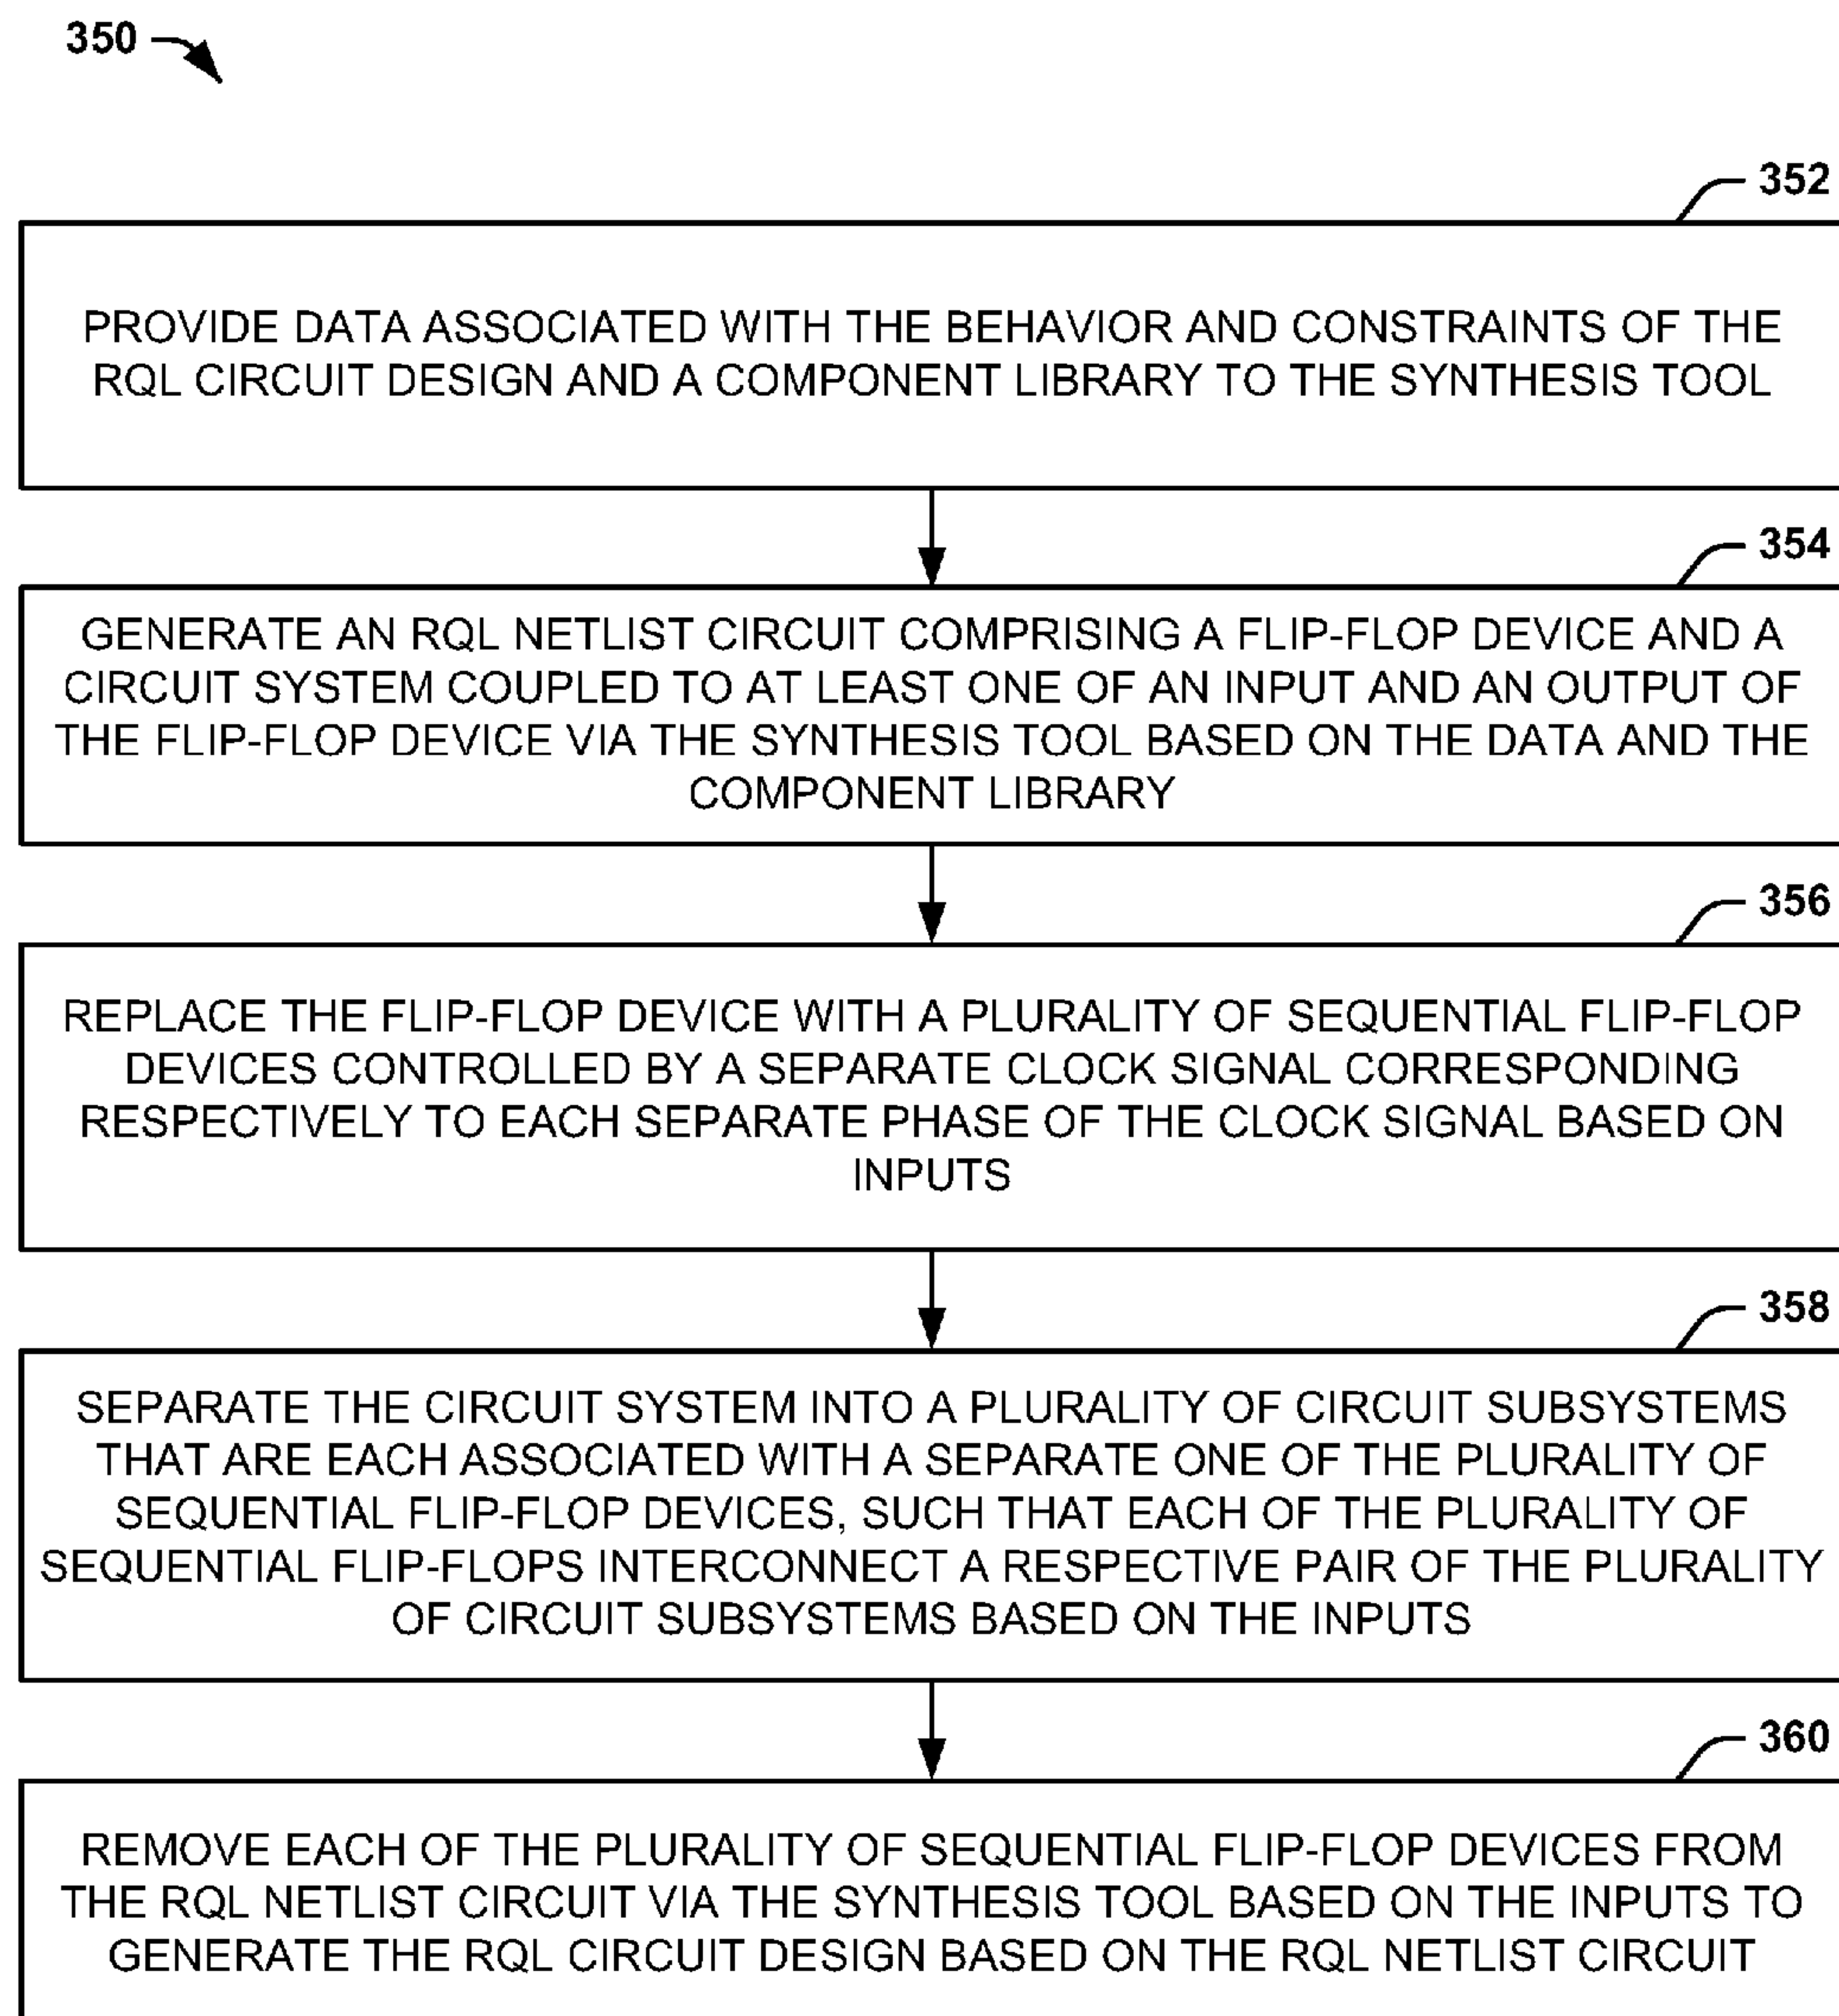 350
352
PROVIDE DATA ASSOCIATED WITH THE BEHAVIOR AND CONSTRAINTS OF THE
RQL CIRCUIT DESIGN AND A COMPONENT LIBRARY TO THE SYNTHESIS TOOL
354
GENERATE AN RQL NETLIST CIRCUIT COMPRISING A FLIP-FLOP DEVICE AND A
CIRCUIT SYSTEM COUPLED TO AT LEAST ONE OF AN INPUT AND AN OUTPUT OF
THE FLIP-FLOP DEVICE VIA THE SYNTHESIS TOOL BASED ON THE DATA AND THE
COMPONENT LIBRARY
356
REPLACE THE FLIP-FLOP DEVICE WITH A PLURALITY OF SEQUENTIAL FLIP-FLOP
DEVICES CONTROLLED BY A SEPARATE CLOCK SIGNAL CORRESPONDING
RESPECTIVELY TO EACH SEPARATE PHASE OF THE CLOCK SIGNAL BASED ON
INPUTS
358
SEPARATE THE CIRCUIT SYSTEM INTO A PLURALITY OF CIRCUIT SUBSYSTEMS
THAT ARE EACH ASSOCIATED WITH A SEPARATE ONE OF THE PLURALITY OF
SEQUENTIAL FLIP-FLOP DEVICES, SUCH THAT EACH OF THE PLURALITY OF
SEQUENTIAL FLIP-FLOPS INTERCONNECT A RESPECTIVE PAIR OF THE PLURALITY
OF CIRCUIT SUBSYSTEMS BASED ON THE INPUTS
360
REMOVE EACH OF THE PLURALITY OF SEQUENTIAL FLIP-FLOP DEVICES FROM
THE RQL NETLIST CIRCUIT VIA THE SYNTHESIS TOOL BASED ON THE INPUTS TO
GENERATE THE RQL CIRCUIT DESIGN BASED ON THE RQL NETLIST CIRCUIT